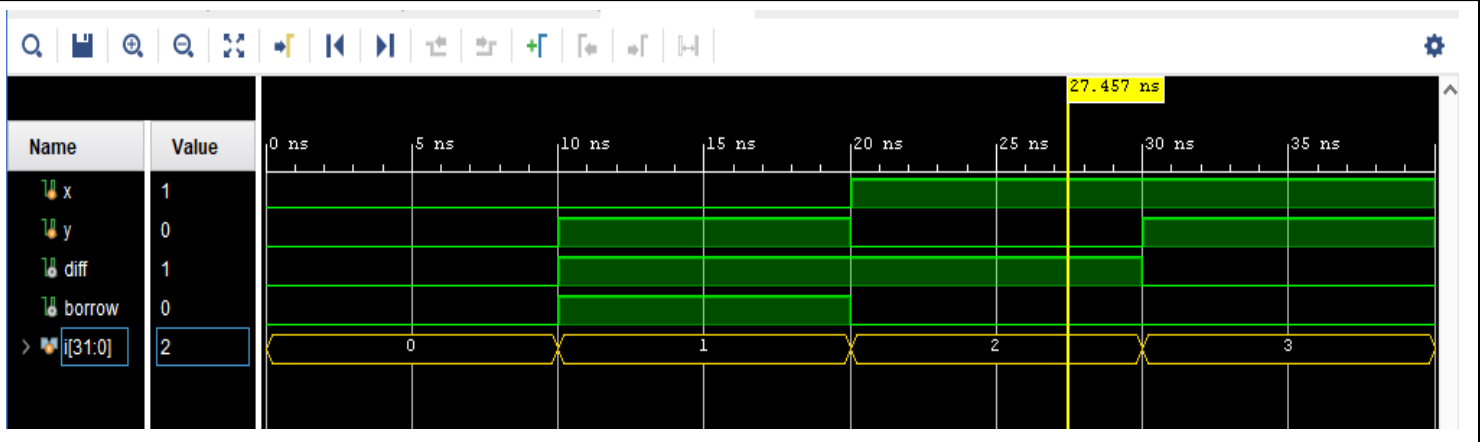 27.457 ns
Name Value 0 ns 5 ns 10 ns 15 ns 20 ns 25 ns 30 ns 35 ns
x 1
y 0
diff 1
borrow 0
i[31:0] 2 0 1 2 3